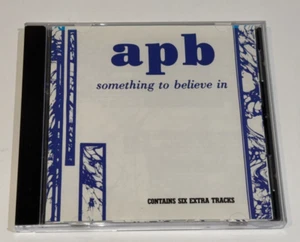 apb
something to believe in
CONTAINS SIX EXTRA TRACKS